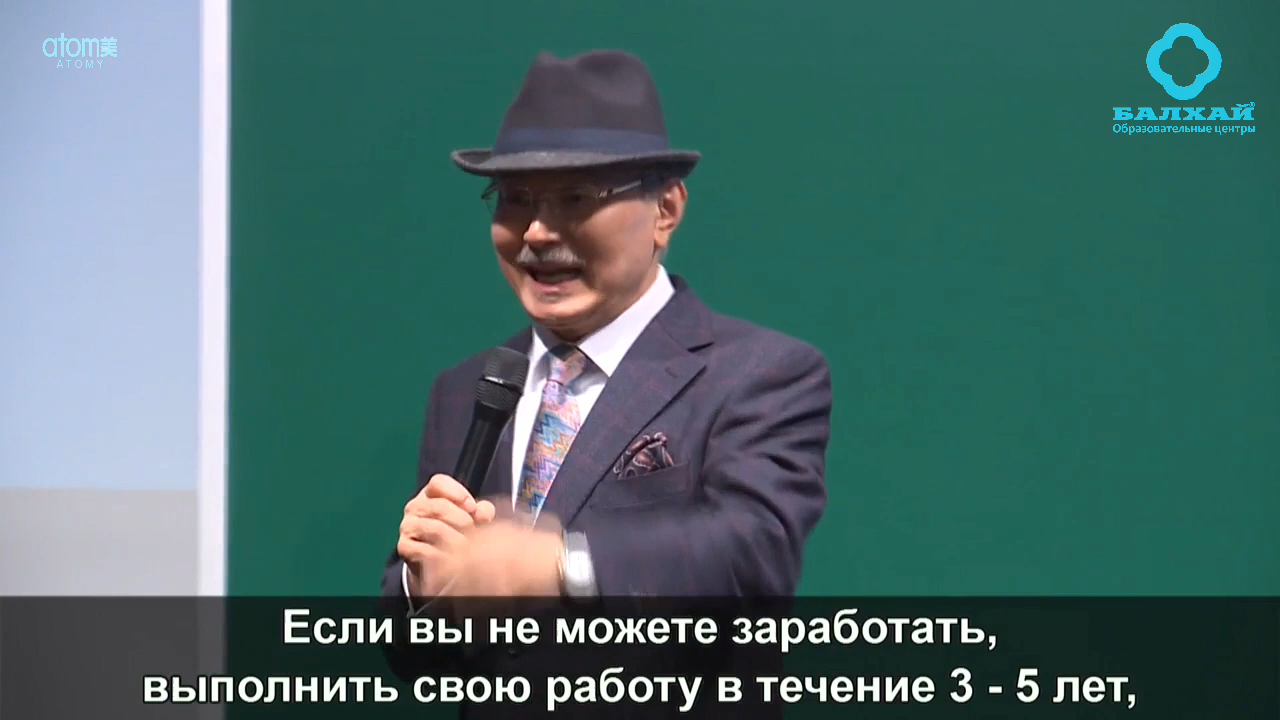 atom美
ATOMY
БАЛХАЙ
Образовательные центры
Если вы не можете заработать,
выполнить свою работу в течение 3 - 5 лет,